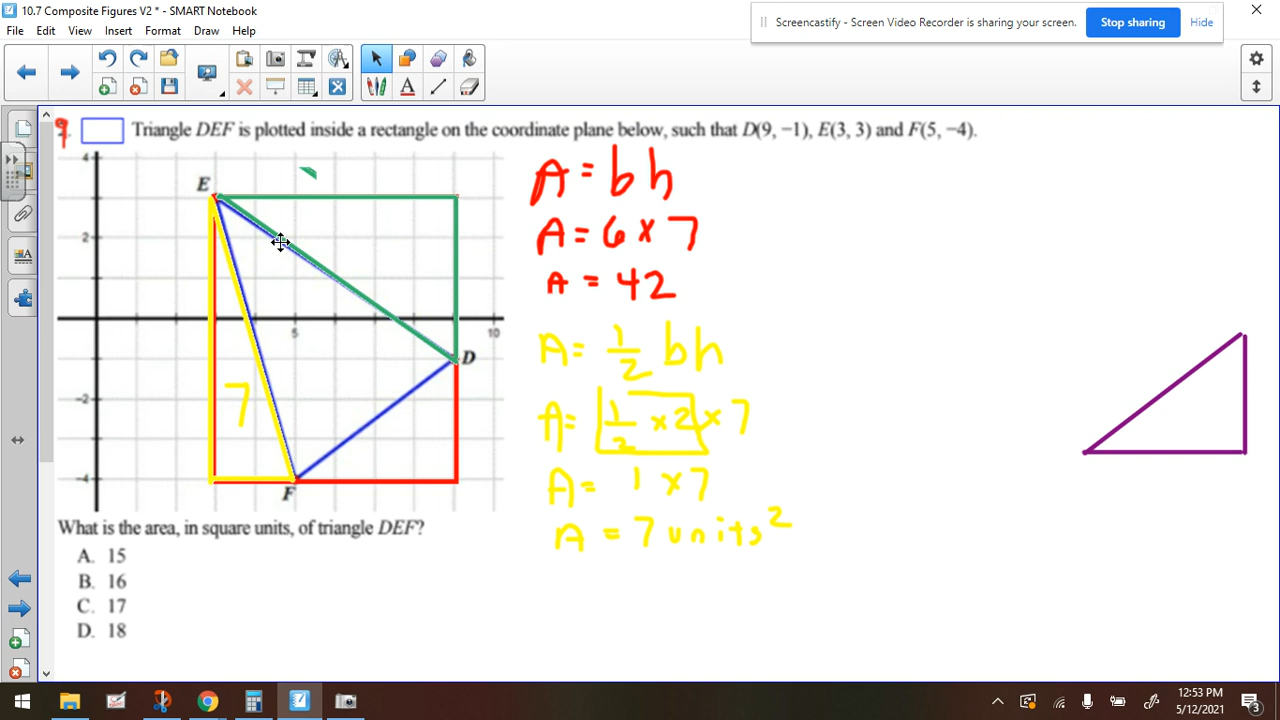 10.7 Composite Figures V2 * - SMART Notebook
Screencastify - Screen Video Recorder is sharing your screen.
Stop sharing
Hide
File Edit View Insert Format Draw Help
9
Triangle DEF is plotted inside a rectangle on the coordinate plane below, such that D(9, −1), E(3, 3) and F(5, −4).
4
E
2
5
10
D
-2
7
-4
F
A = bh
A = 6 × 7
A = 42
A = 1/2 bh
A = 1/2 × 2 × 7
A = 1 × 7
A = 7 units²
What is the area, in square units, of triangle DEF?
A. 15
B. 16
C. 17
D. 18
12:53 PM
5/12/2021
3